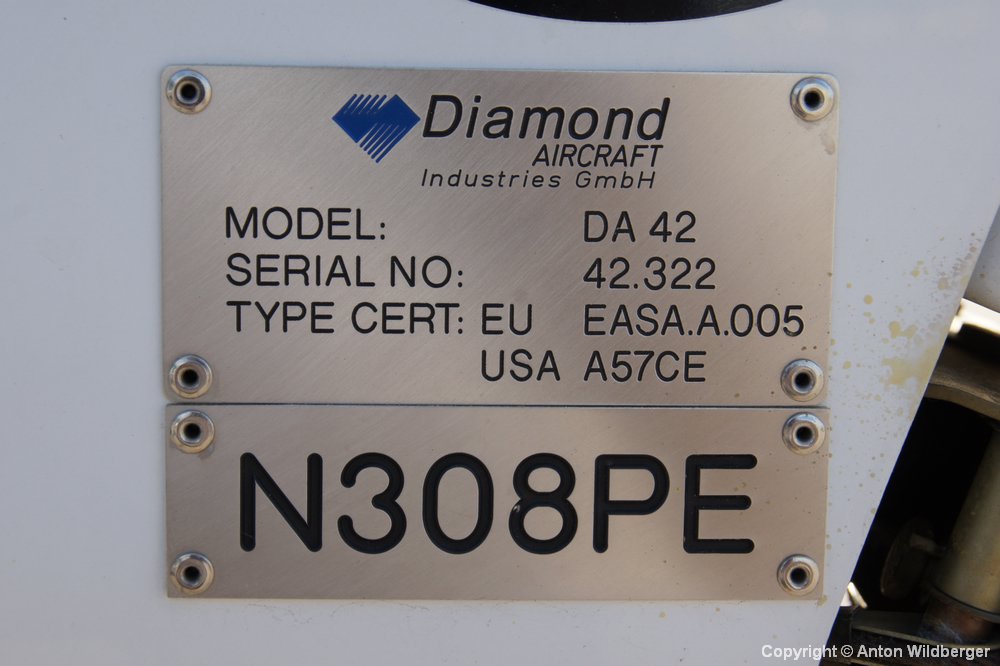 Diamond
AIRCRAFT
Industries GmbH
MODEL: DA 42
SERIAL NO: 42.322
TYPE CERT: EU EASA.A.005
USA A57CE
N308PE
Copyright © Anton Wildberger